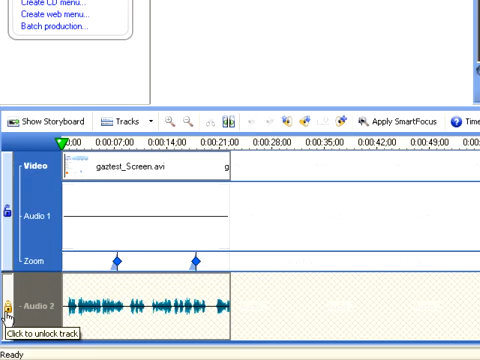 Create CD menu...
Create web menu...
Batch production...
Show Storyboard Tracks Apply SmartFocus
0:00:07;00 0:00:14;00 0:00:21;00 0:00:28;00 0:00:35;00 0:00:42;00 0:00:49;00
Video gaztest_Screen.avi
Audio 1
Zoom
Audio 2
Click to unlock track
Ready